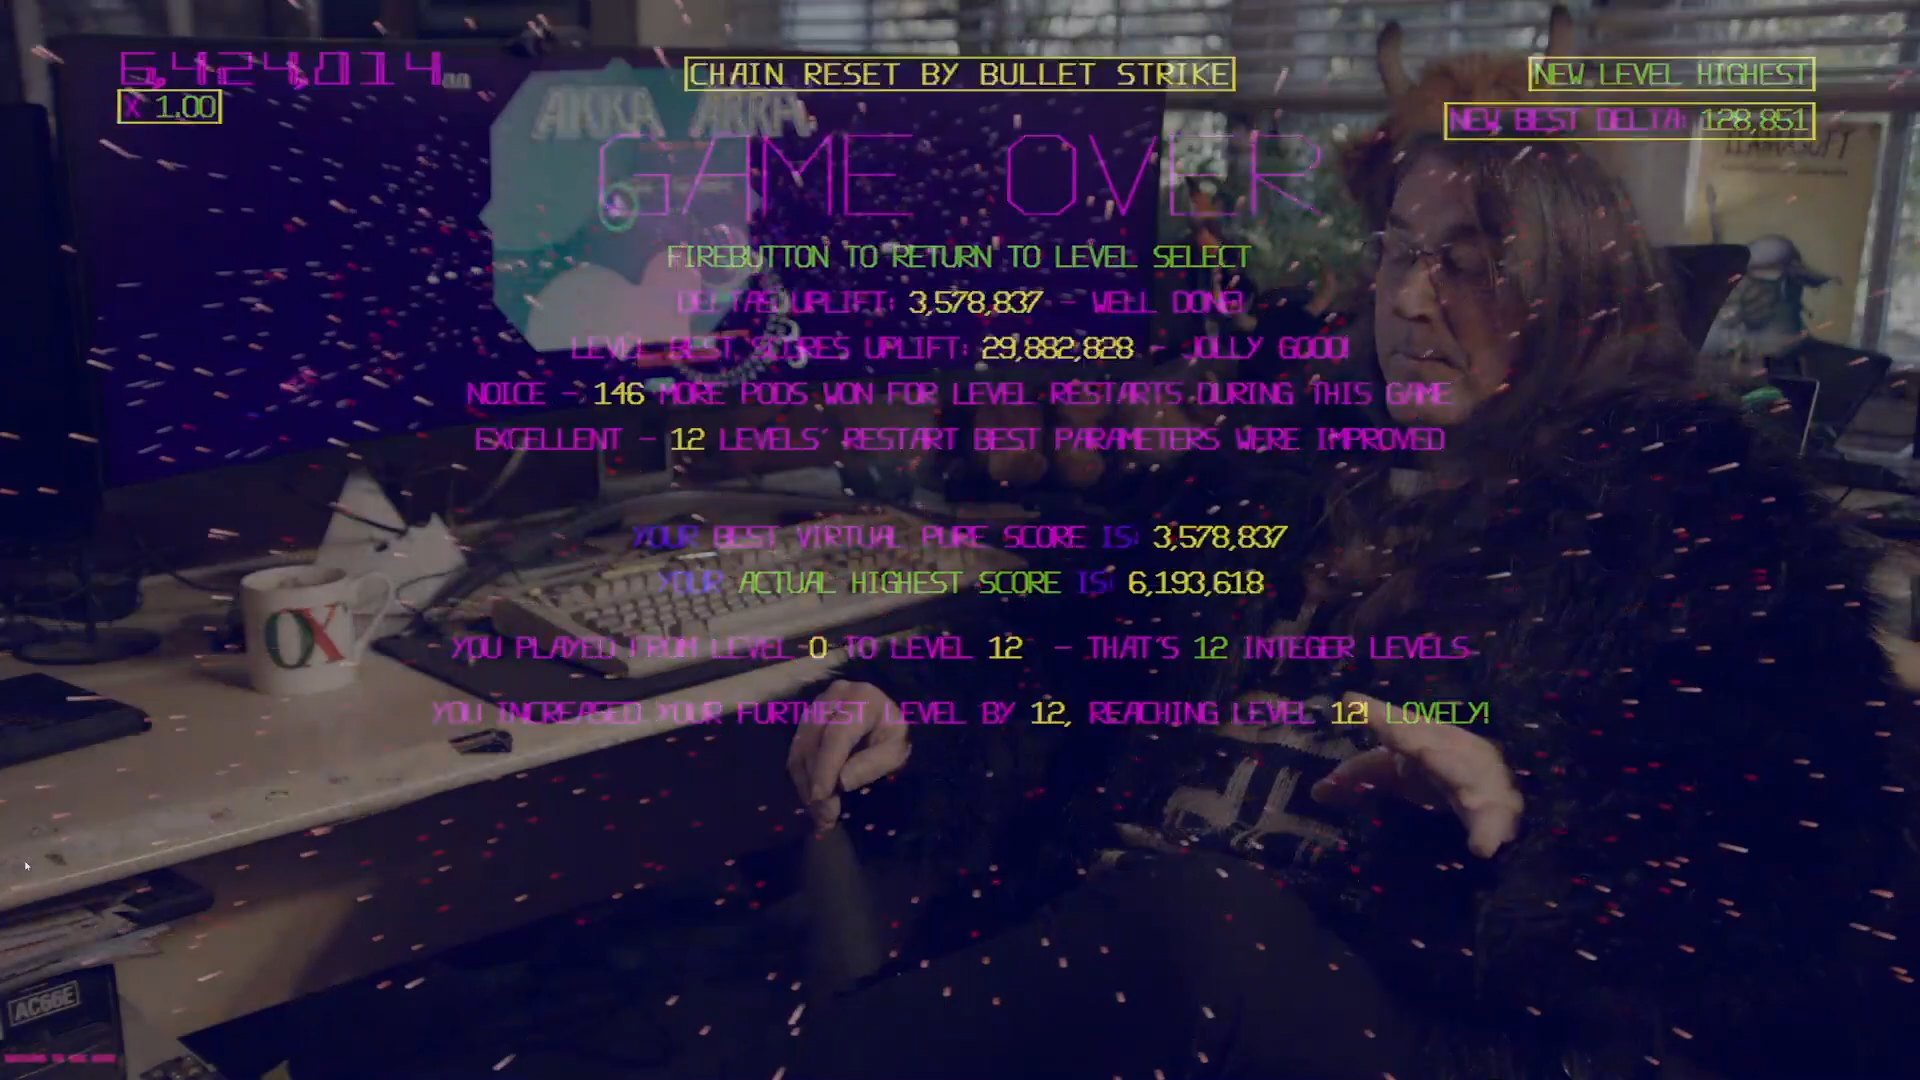 6,424,014
X 1.00
CHAIN RESET BY BULLET STRIKE
NEW LEVEL HIGHEST
NEW BEST DELTA: 128,851
AKKA ARRH
GAME OVER
FIREBUTTON TO RETURN TO LEVEL SELECT
DELTAS UPLIFT: 3,578,837 - WELL DONE!
LEVEL BEST SCORES UPLIFT: 29,882,828 - JOLLY GOOD!
NOICE - 146 MORE PODS WON FOR LEVEL RESTARTS DURING THIS GAME
EXCELLENT - 12 LEVELS' RESTART BEST PARAMETERS WERE IMPROVED
YOUR BEST VIRTUAL PURE SCORE IS: 3,578,837
YOUR ACTUAL HIGHEST SCORE IS: 6,193,618
OX
YOU PLAYED FROM LEVEL 0 TO LEVEL 12 - THAT'S 12 INTEGER LEVELS
YOU INCREASED YOUR FURTHEST LEVEL BY 12, REACHING LEVEL 12! LOVELY!
AC66E